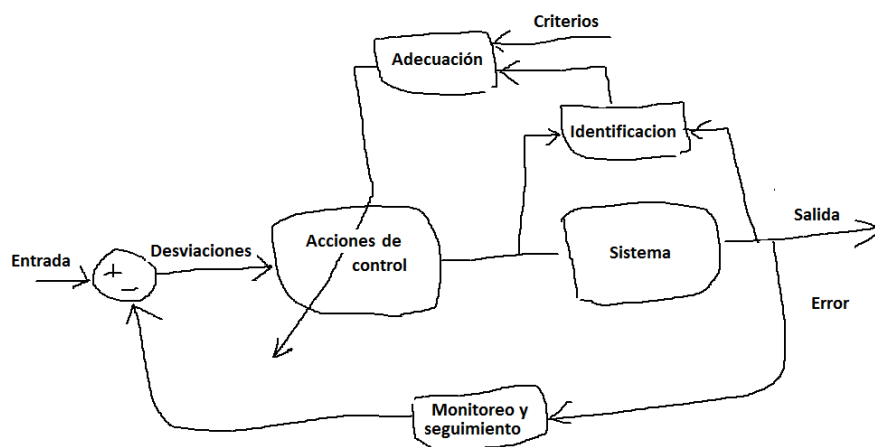 Criterios
Adecuación
Identificacion
Entrada
+
−
Desviaciones
Acciones de
control
Sistema
Salida
Error
Monitoreo y
seguimiento